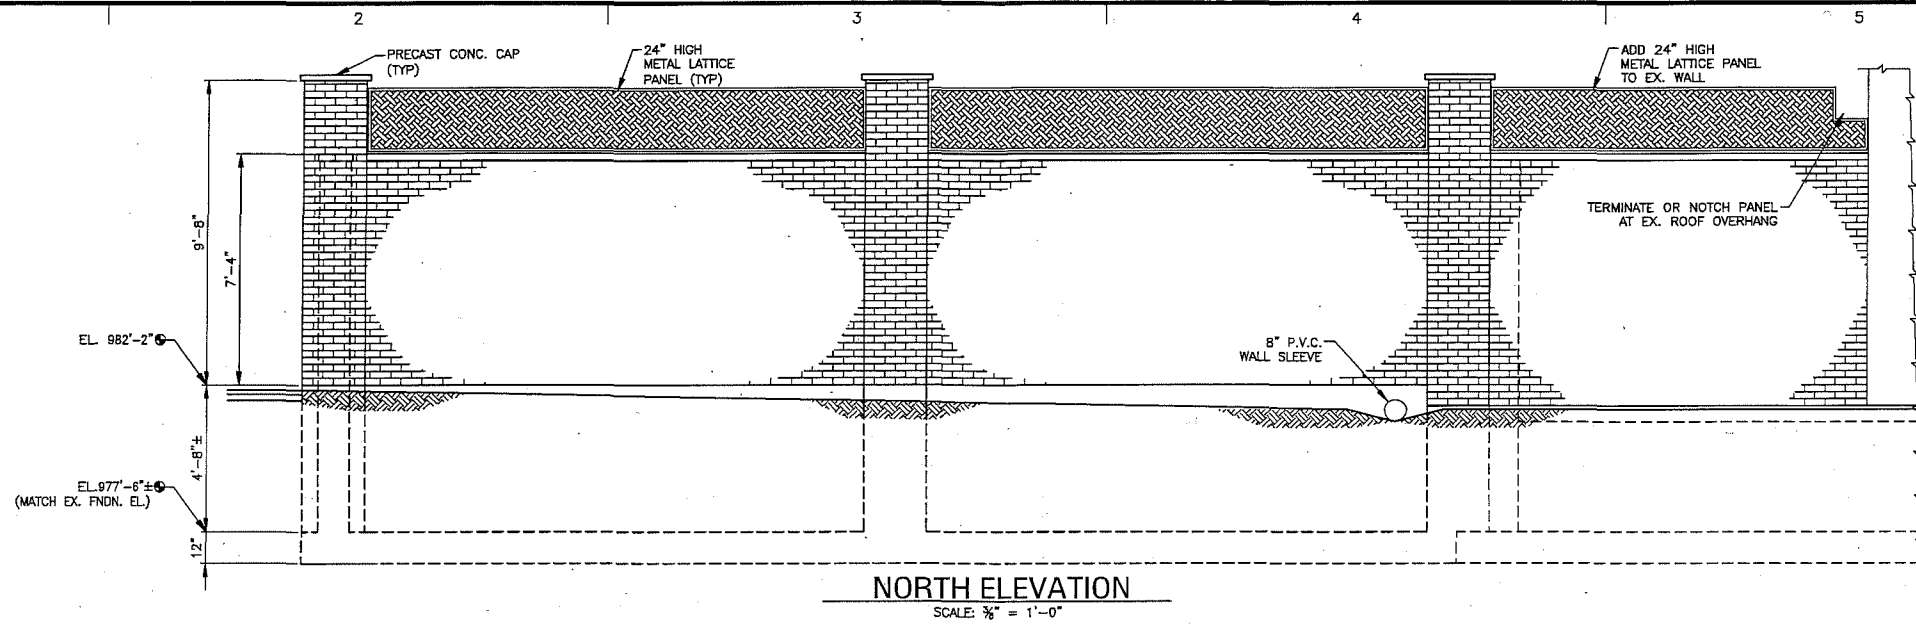 2
3
4
5
PRECAST CONC. CAP
(TYP)
24" HIGH
METAL LATTICE
PANEL (TYP)
ADD 24" HIGH
METAL LATTICE PANEL
TO EX. WALL
TERMINATE OR NOTCH PANEL
AT EX. ROOF OVERHANG
9'-8"
7'-4"
EL. 982'-2"
8" P.V.C.
WALL SLEEVE
4'-8"±
EL.977'-6"±
(MATCH EX. FNDN. EL.)
12"
NORTH ELEVATION
SCALE: ⅜" = 1'-0"